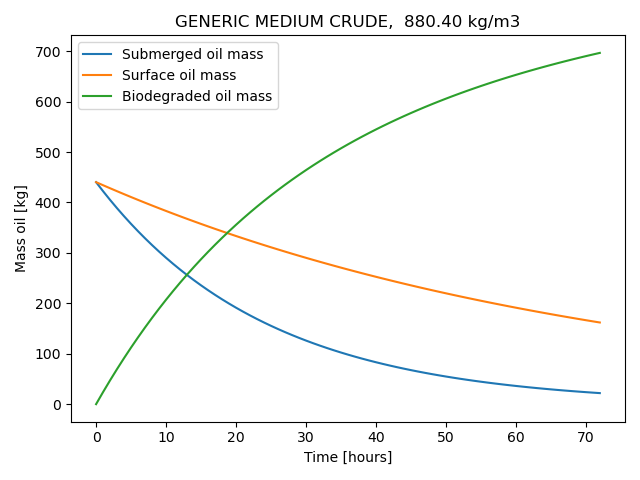 GENERIC MEDIUM CRUDE,  880.40 kg/m3
Submerged oil mass
Surface oil mass
Biodegraded oil mass
Mass oil [kg]
700
600
500
400
300
200
100
0
0 10 20 30 40 50 60 70
Time [hours]